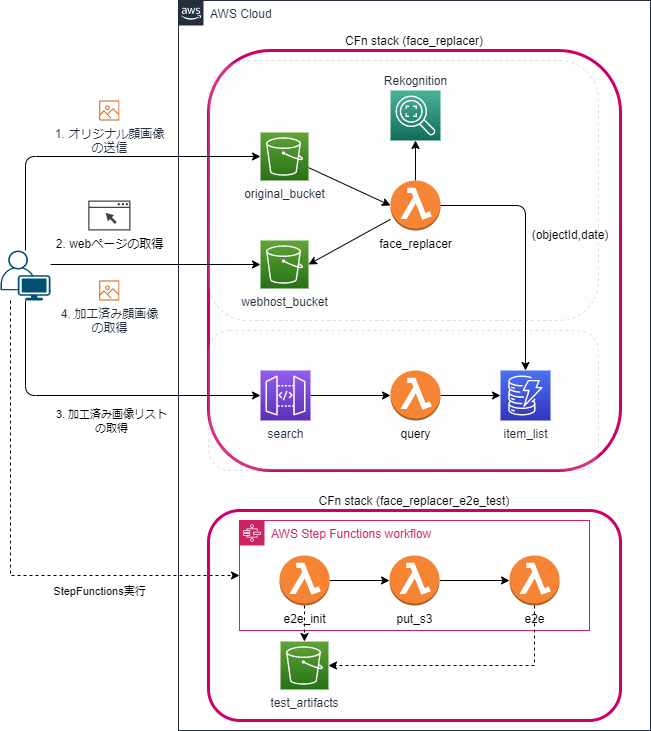 aws
AWS Cloud
CFn stack (face_replacer)
Rekognition
1. オリジナル顔画像
の送信
original_bucket
face_replacer
2. webページの取得
(objectId,date)
webhost_bucket
4. 加工済み顔画像
の取得
3. 加工済み画像リスト
の取得
search
query
item_list
CFn stack (face_replacer_e2e_test)
AWS Step Functions workflow
StepFunctions実行
e2e_init
put_s3
e2e
test_artifacts